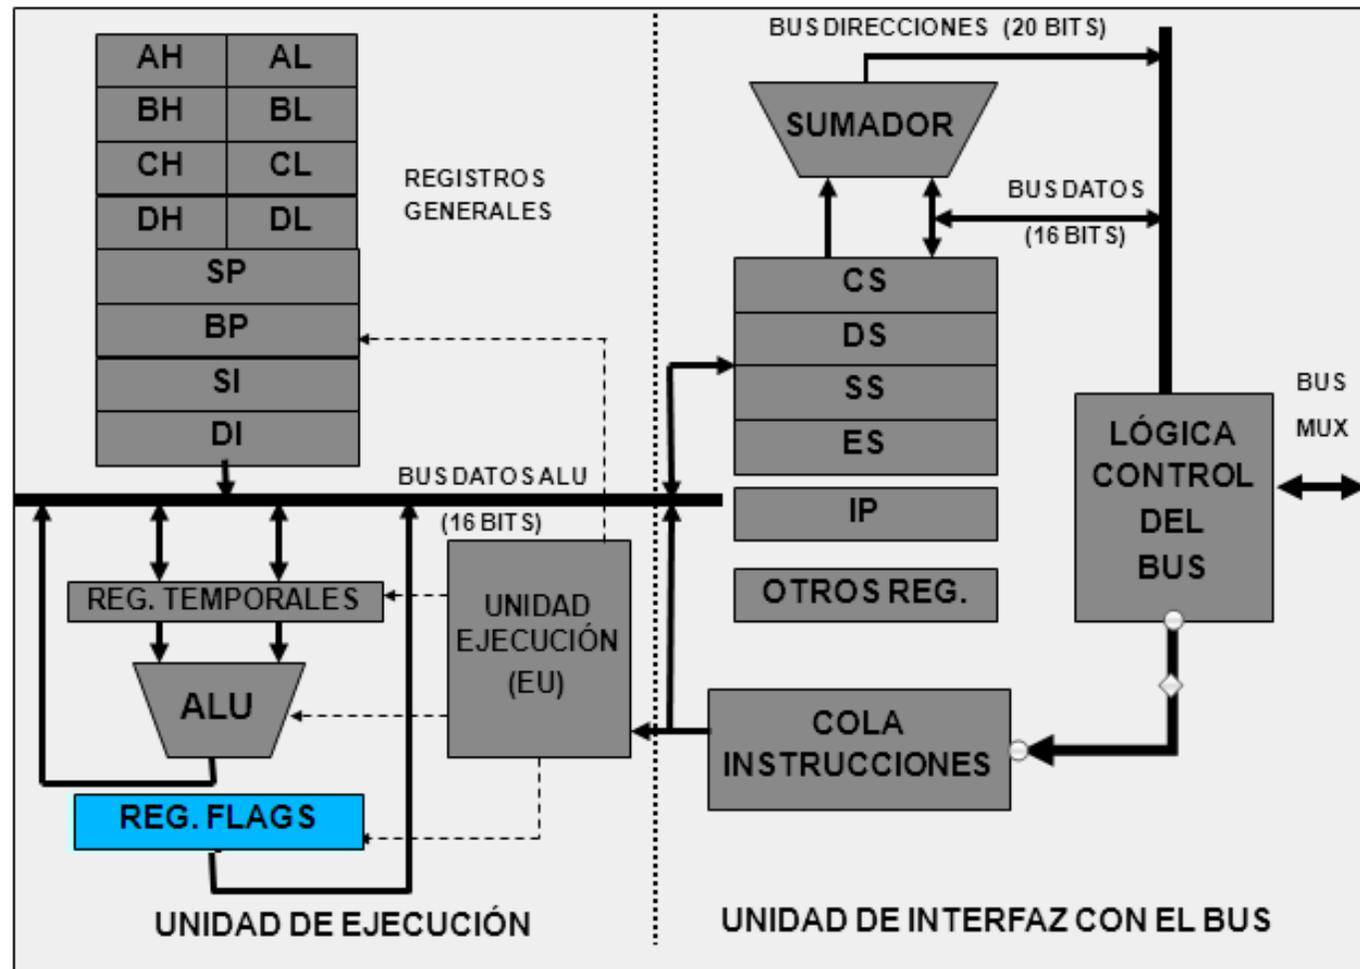 BUS DIRECCIONES (20 BITS)
AH AL
BH BL
CH CL
DH DL
SP
BP
SI
DI
REGISTROS
GENERALES
SUMADOR
BUS DATOS
(16 BITS)
CS
DS
SS
ES
IP
OTROS REG.
LÓGICA
CONTROL
DEL
BUS
BUS
MUX
BUS DATOS ALU
(16 BITS)
REG. TEMPORALES
ALU
REG. FLAGS
UNIDAD
EJECUCIÓN
(EU)
COLA
INSTRUCCIONES
UNIDAD DE EJECUCIÓN
UNIDAD DE INTERFAZ CON EL BUS